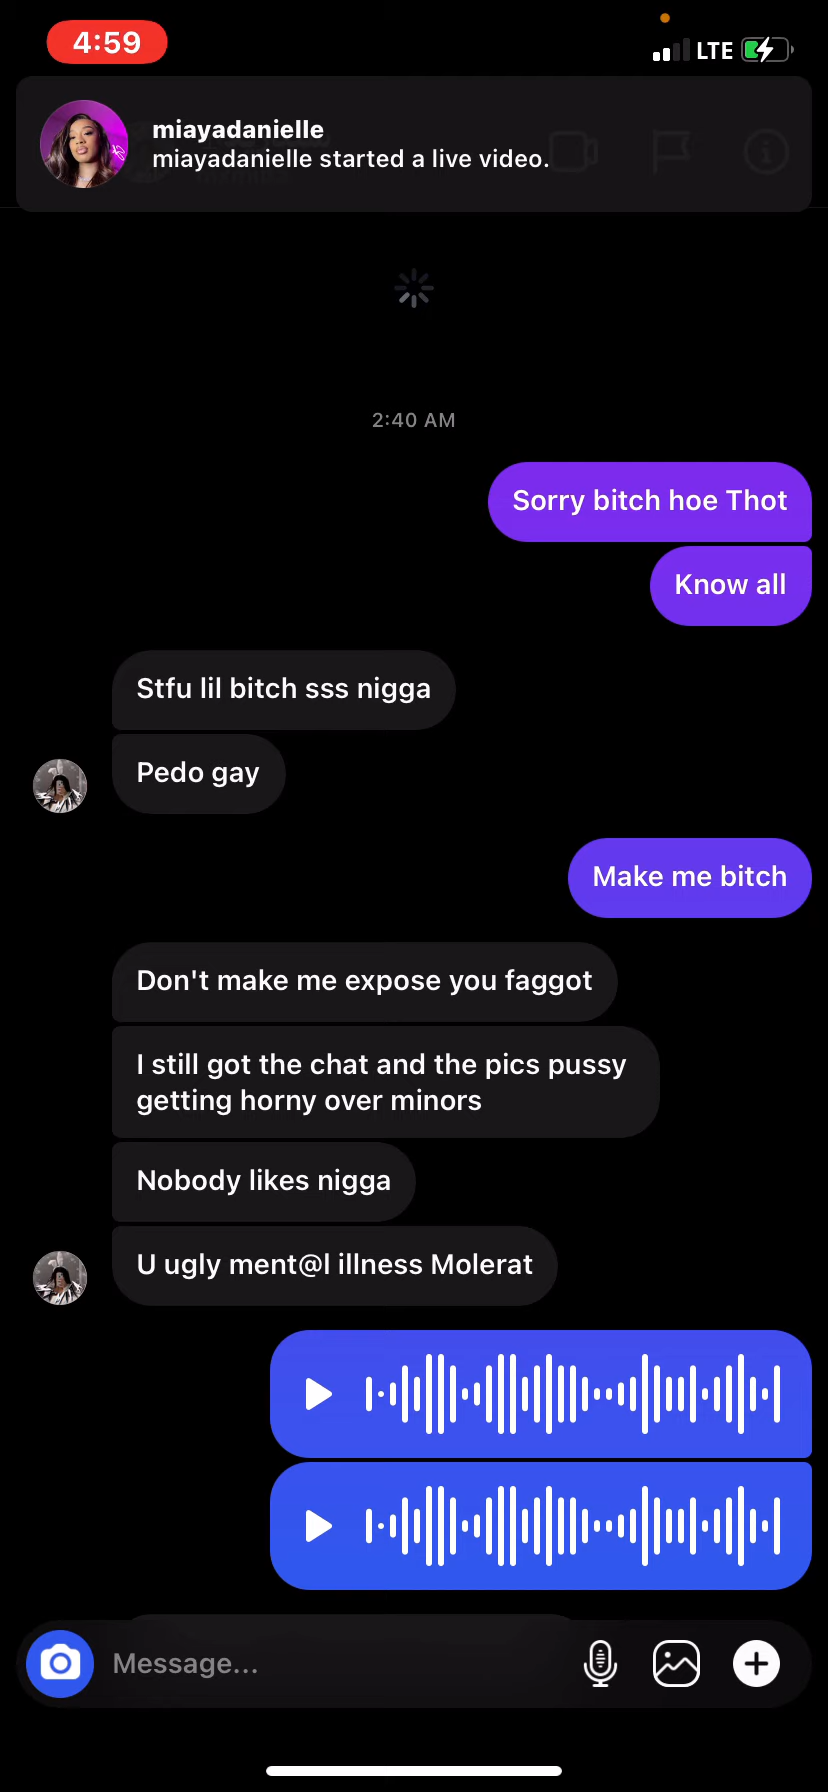 4:59
LTE
miayadanielle
miayadanielle started a live video.
2:40 AM
Sorry bitch hoe Thot
Know all
Stfu lil bitch sss nigga
Pedo gay
Make me bitch
Don't make me expose you faggot
I still got the chat and the pics pussy
getting horny over minors
Nobody likes nigga
U ugly ment@l illness Molerat
Message...